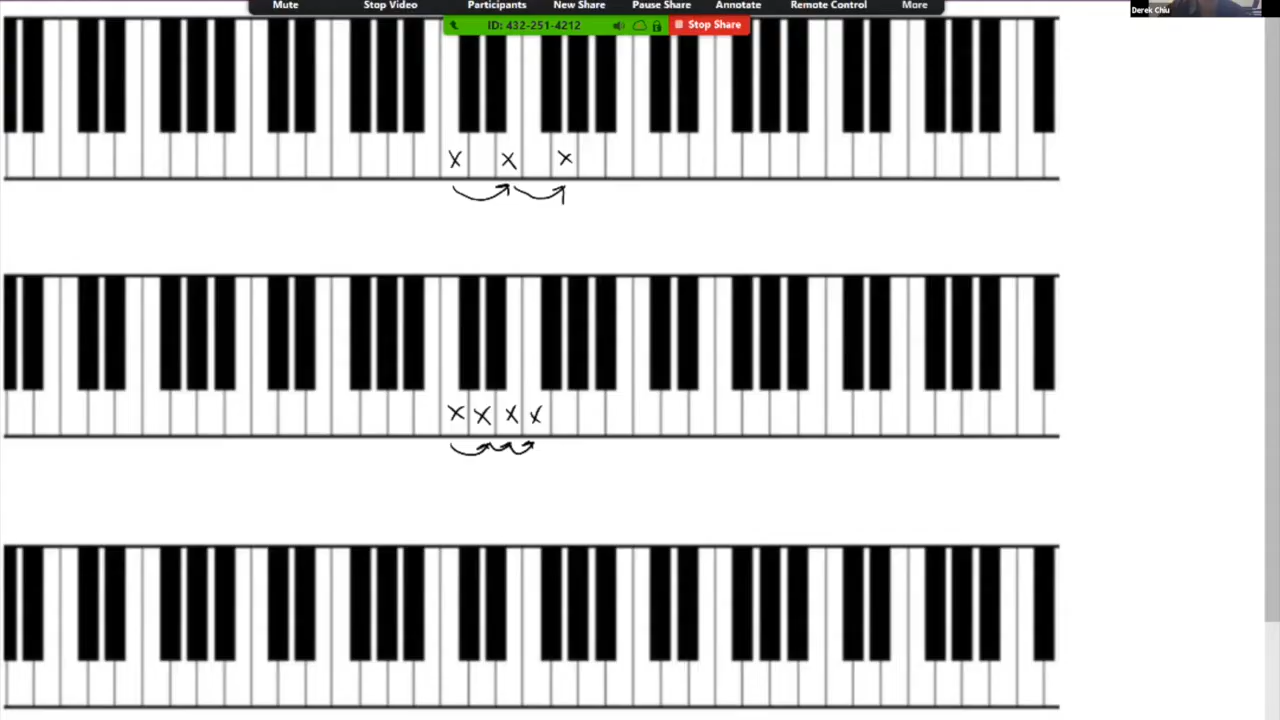 Mute Stop Video Participants New Share Pause Share Annotate Remote Control More
Derek Chiu
ID: 432-251-4212 Stop Share
x x x
x x x x